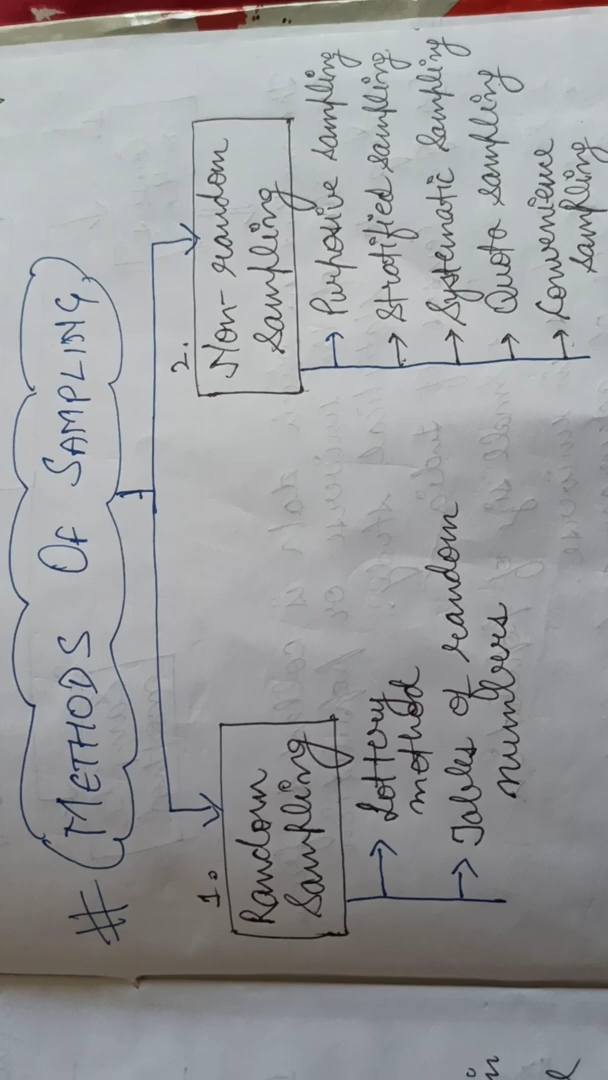 # METHODS OF SAMPLING
1.
Random
Sampling
→ Lottery
method
→ Tables of random
numbers
2.
Non-random
Sampling
→ Purposive sampling
→ Stratified sampling
→ Systematic sampling
→ Quota sampling
→ Convenience
sampling